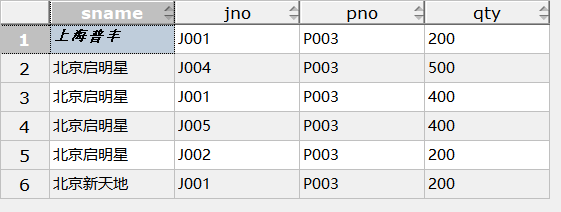 sname jno pno qty
1 上海普丰 J001 P003 200
2 北京启明星 J004 P003 500
3 北京启明星 J001 P003 400
4 北京启明星 J005 P003 400
5 北京启明星 J002 P003 200
6 北京新天地 J001 P003 200